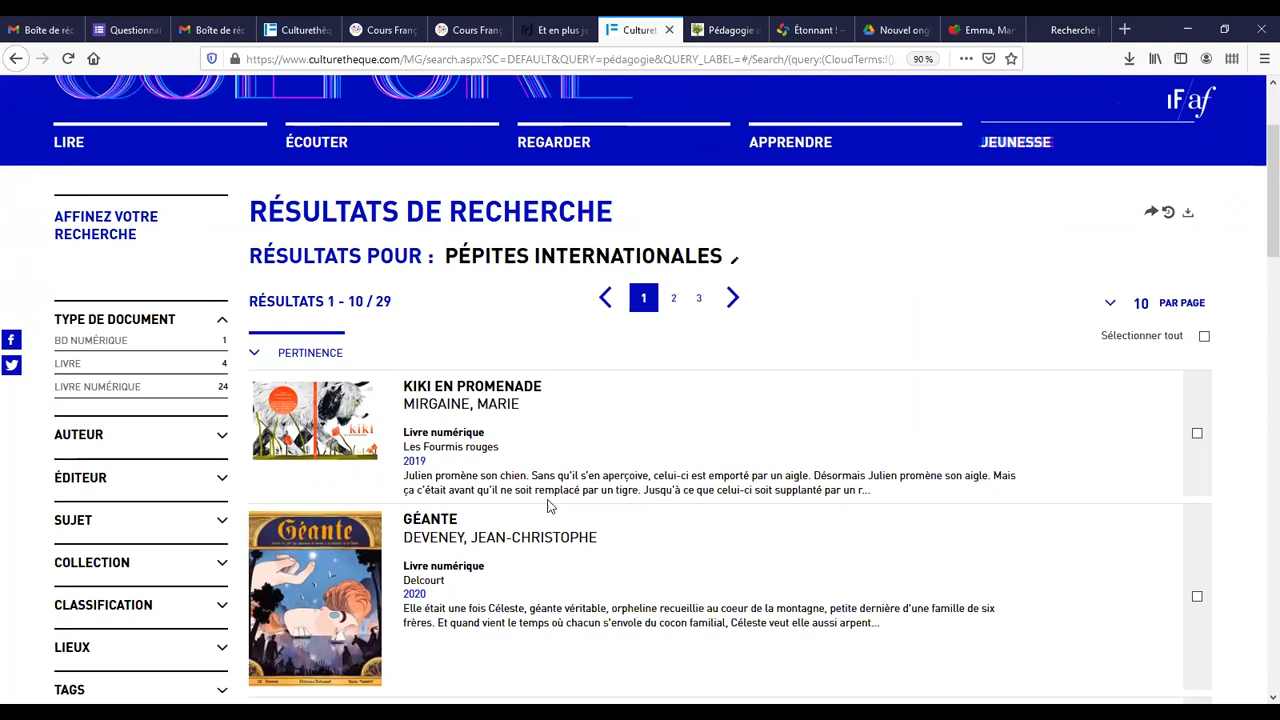 Boîte de réc
Questionna
Boîte de réc
Culturethèq
Cours Franç
Cours Franç
Et en plus je
Culturet
Pédagogie d
Étonnant ! –
Nouvel ongl
Emma, Mar
Recherche |
https://www.culturetheque.com/MG/search.aspx?SC=DEFAULT&QUERY=pédagogie&QUERY_LABEL=#/Search/(query:(CloudTerms:!(),
90 %
IF/af
LIRE
ÉCOUTER
REGARDER
APPRENDRE
JEUNESSE
AFFINEZ VOTRE
RECHERCHE
RÉSULTATS DE RECHERCHE
RÉSULTATS POUR : PÉPITES INTERNATIONALES
RÉSULTATS 1 - 10 / 29
1 2 3
10 PAR PAGE
Sélectionner tout
PERTINENCE
TYPE DE DOCUMENT
BD NUMÉRIQUE 1
LIVRE 4
LIVRE NUMÉRIQUE 24
AUTEUR
ÉDITEUR
SUJET
COLLECTION
CLASSIFICATION
LIEUX
TAGS
KIKI
KIKI EN PROMENADE
MIRGAINE, MARIE
Livre numérique
Les Fourmis rouges
2019
Julien promène son chien. Sans qu'il s'en aperçoive, celui-ci est emporté par un aigle. Désormais Julien promène son aigle. Mais
ça c'était avant qu'il ne soit remplacé par un tigre. Jusqu'à ce que celui-ci soit supplanté par un r...
Géante
GÉANTE
DEVENEY, JEAN-CHRISTOPHE
Livre numérique
Delcourt
2020
Elle était une fois Céleste, géante véritable, orpheline recueillie au coeur de la montagne, petite dernière d'une famille de six
frères. Et quand vient le temps où chacun s'envole du cocon familial, Céleste veut elle aussi arpent...